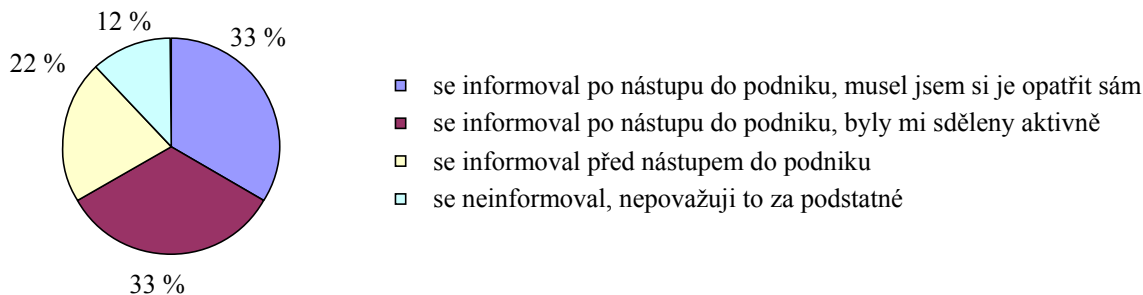 12 %
33 %
22 %
33 %
se informoval po nástupu do podniku, musel jsem si je opatřit sám
se informoval po nástupu do podniku, byly mi sděleny aktivně
se informoval před nástupem do podniku
se neinformoval, nepovažuji to za podstatné